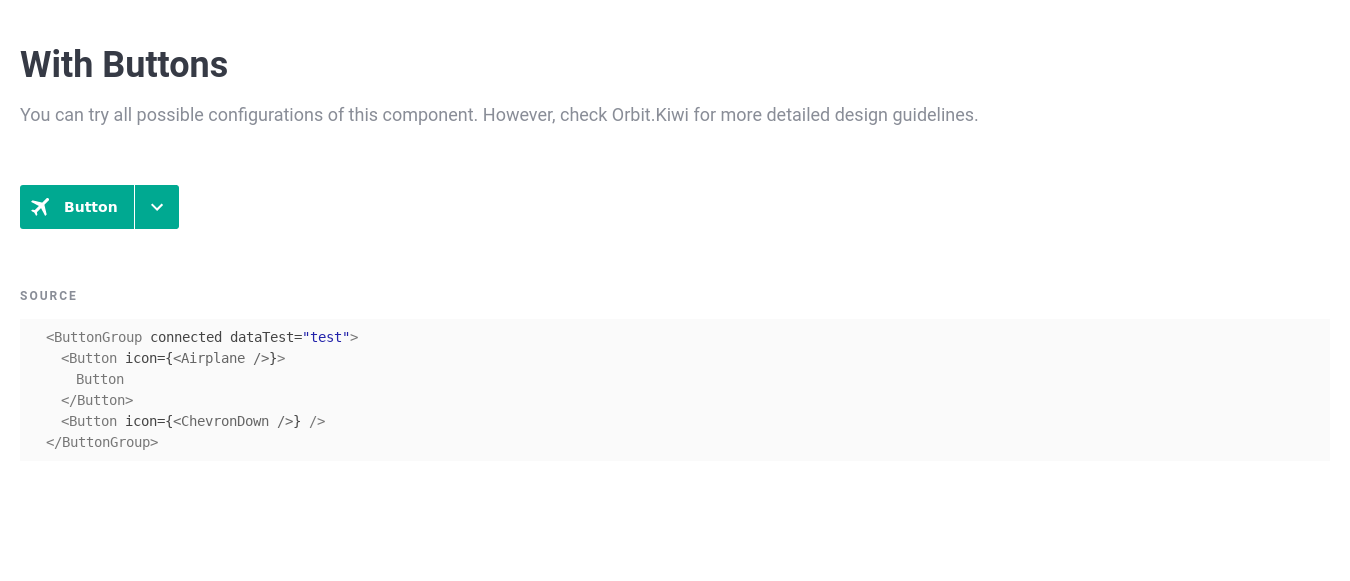 With Buttons
You can try all possible configurations of this component. However, check Orbit.Kiwi for more detailed design guidelines.
Button
SOURCE
<ButtonGroup connected dataTest="test">
<Button icon={<Airplane />}>
Button
</Button>
<Button icon={<ChevronDown />} />
</ButtonGroup>